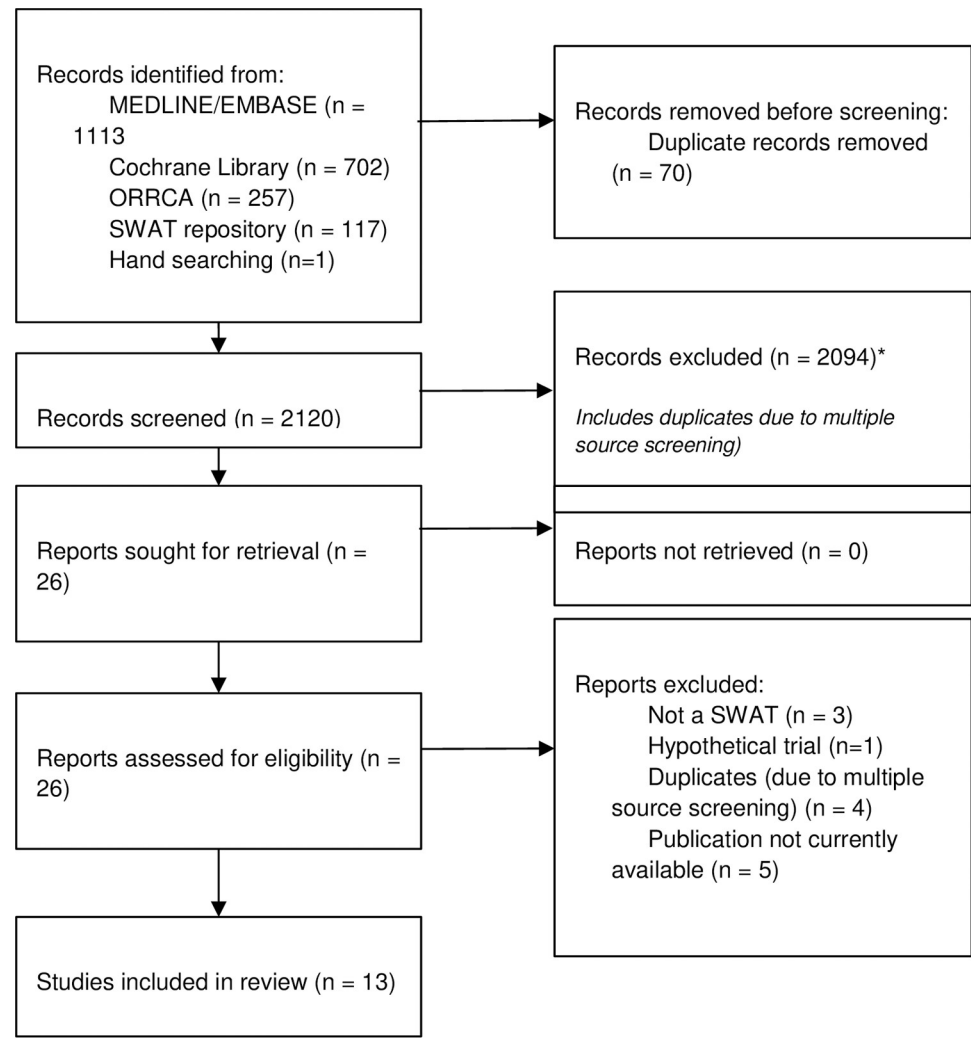 Records identified from:
MEDLINE/EMBASE (n =
1113
Cochrane Library (n = 702)
ORRCA (n = 257)
SWAT repository (n = 117)
Hand searching (n=1)
Records removed before screening:
Duplicate records removed
(n = 70)
Records screened (n = 2120)
Records excluded (n = 2094)*
Includes duplicates due to multiple
source screening)
Reports sought for retrieval (n =
26)
Reports not retrieved (n = 0)
Reports assessed for eligibility (n =
26)
Reports excluded:
Not a SWAT (n = 3)
Hypothetical trial (n=1)
Duplicates (due to multiple
source screening) (n = 4)
Publication not currently
available (n = 5)
Studies included in review (n = 13)